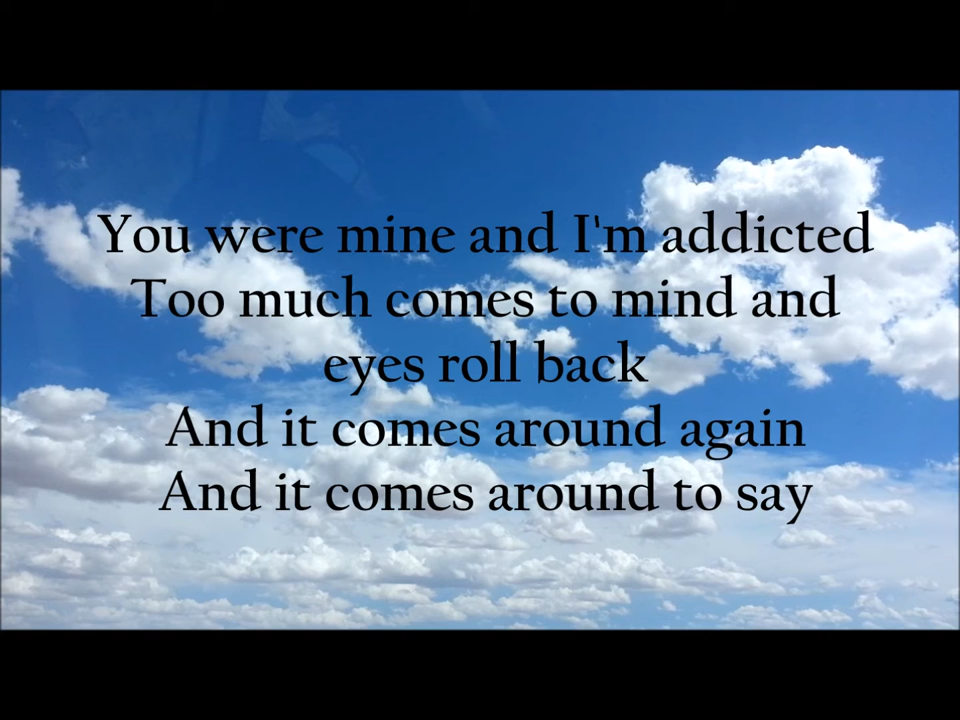 You were mine and I'm addicted
Too much comes to mind and
eyes roll back
And it comes around again
And it comes around to say